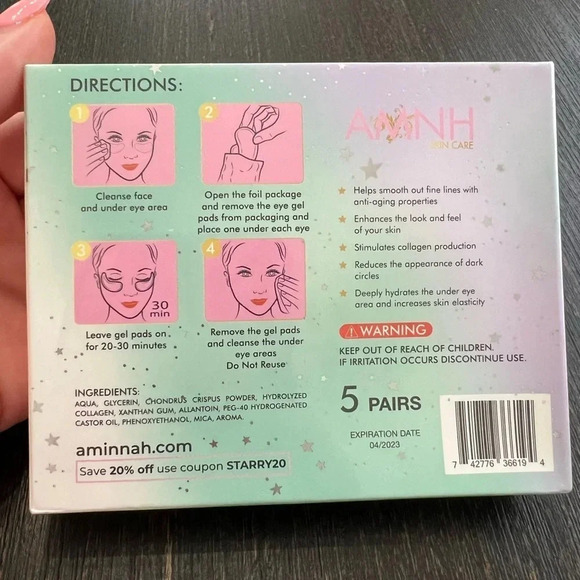 DIRECTIONS:
1
Cleanse face
and under eye area
2
Open the foil package
and remove the eye gel
pads from packaging and
place one under each eye
3
30
min
Leave gel pads on
for 20-30 minutes
4
Remove the gel pads
and cleanse the under
eye areas
Do Not Reuse
INGREDIENTS:
AQUA, GLYCERIN, CHONDRUS CRISPUS POWDER, HYDROLYZED
COLLAGEN, XANTHAN GUM, ALLANTOIN, PEG-40 HYDROGENATED
CASTOR OIL, PHENOXYETHANOL, MICA, AROMA.
aminnah.com
Save 20% off use coupon STARRY20
AMNH
SKIN CARE
Helps smooth out fine lines with
anti-aging properties
Enhances the look and feel
of your skin
Stimulates collagen production
Reduces the appearance of dark
circles
Deeply hydrates the under eye
area and increases skin elasticity
WARNING
KEEP OUT OF REACH OF CHILDREN.
IF IRRITATION OCCURS DISCONTINUE USE.
5 PAIRS
EXPIRATION DATE
04/2023
7 42776 36619 4